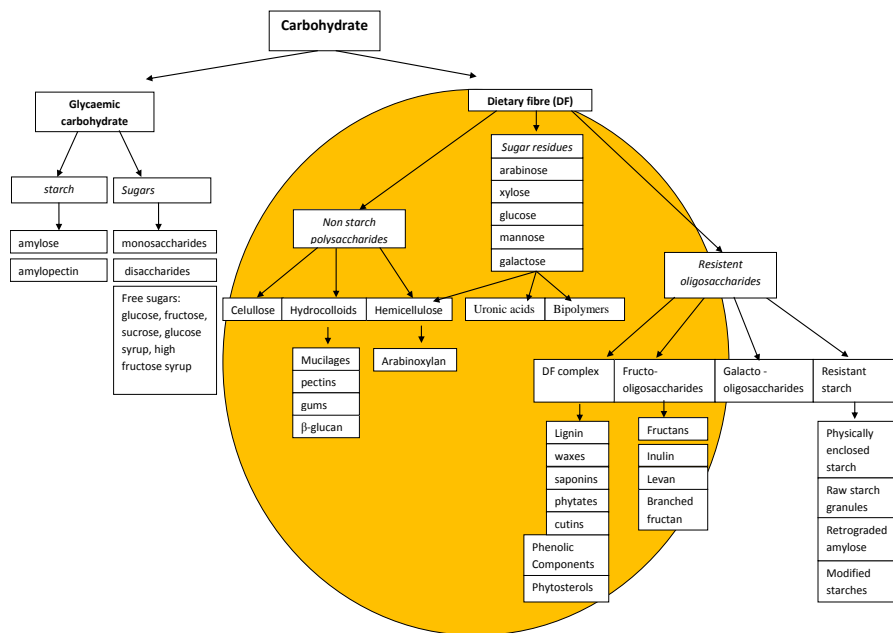 Carbohydrate
Glycaemic
carbohydrate
Dietary fibre (DF)
starch
Sugars
amylose
amylopectin
monosaccharides
disaccharides
Free sugars:
glucose, fructose,
sucrose, glucose
syrup, high
fructose syrup
Non starch
polysaccharides
Sugar residues
arabinose
xylose
glucose
mannose
galactose
Resistent
oligosaccharides
Celullose
Hydrocolloids
Hemicellulose
Uronic acids
Bipolymers
Mucilages
pectins
gums
β-glucan
Arabinoxylan
DF complex
Fructo-
oligosaccharides
Galacto -
oligosaccharides
Resistant
starch
Lignin
waxes
saponins
phytates
cutins
Phenolic
Components
Phytosterols
Fructans
Inulin
Levan
Branched
fructan
Physically
enclosed
starch
Raw starch
granules
Retrograded
amylose
Modified
starches